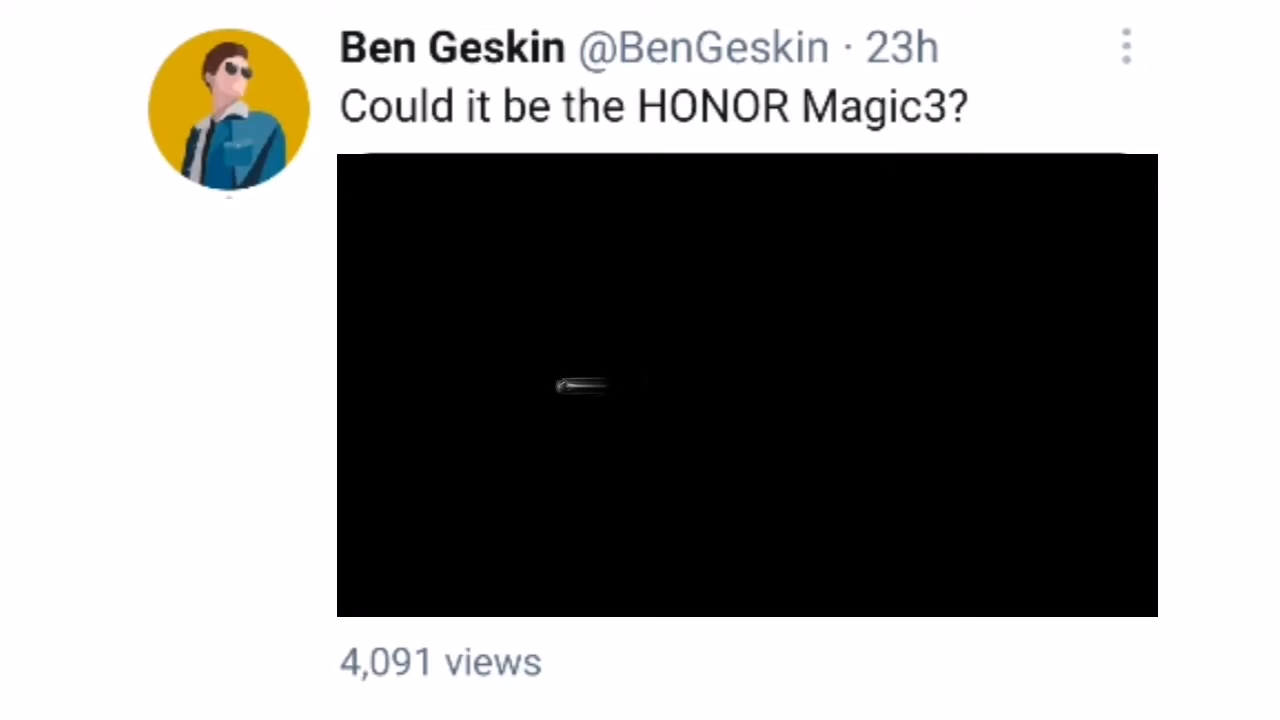 Ben Geskin @BenGeskin · 23h
Could it be the HONOR Magic3?
4,091 views